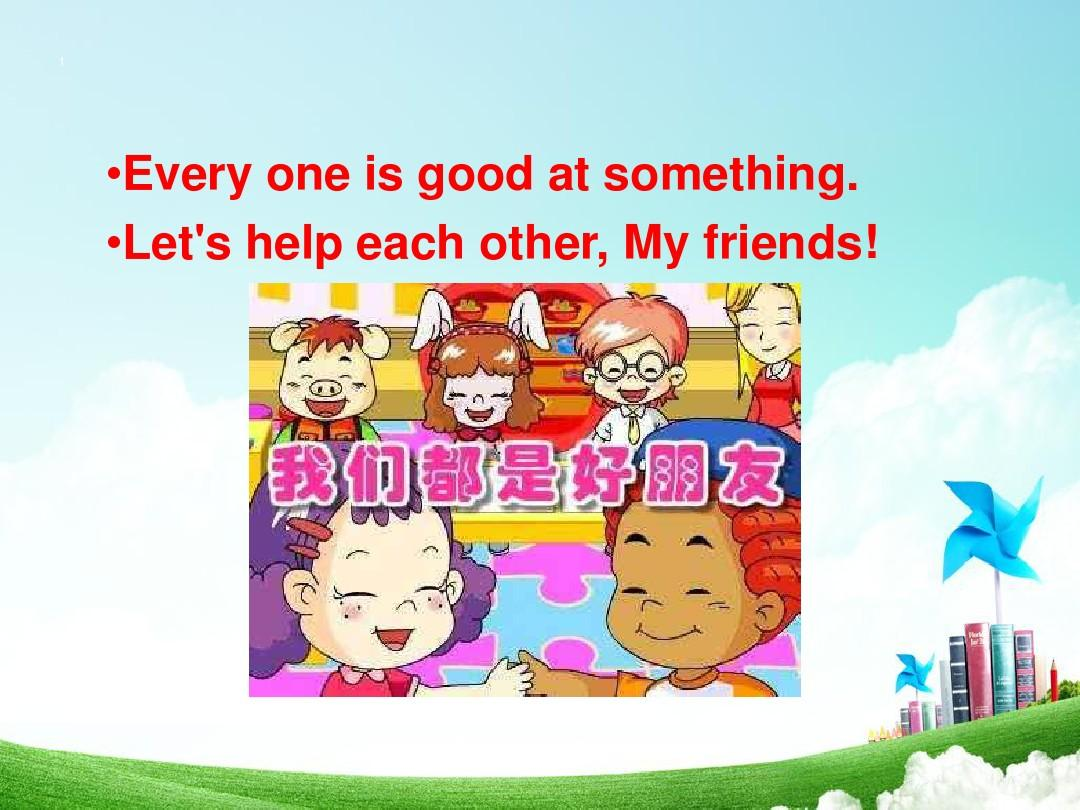 1
•Every one is good at something.
•Let's help each other, My friends!
我们都是好朋友